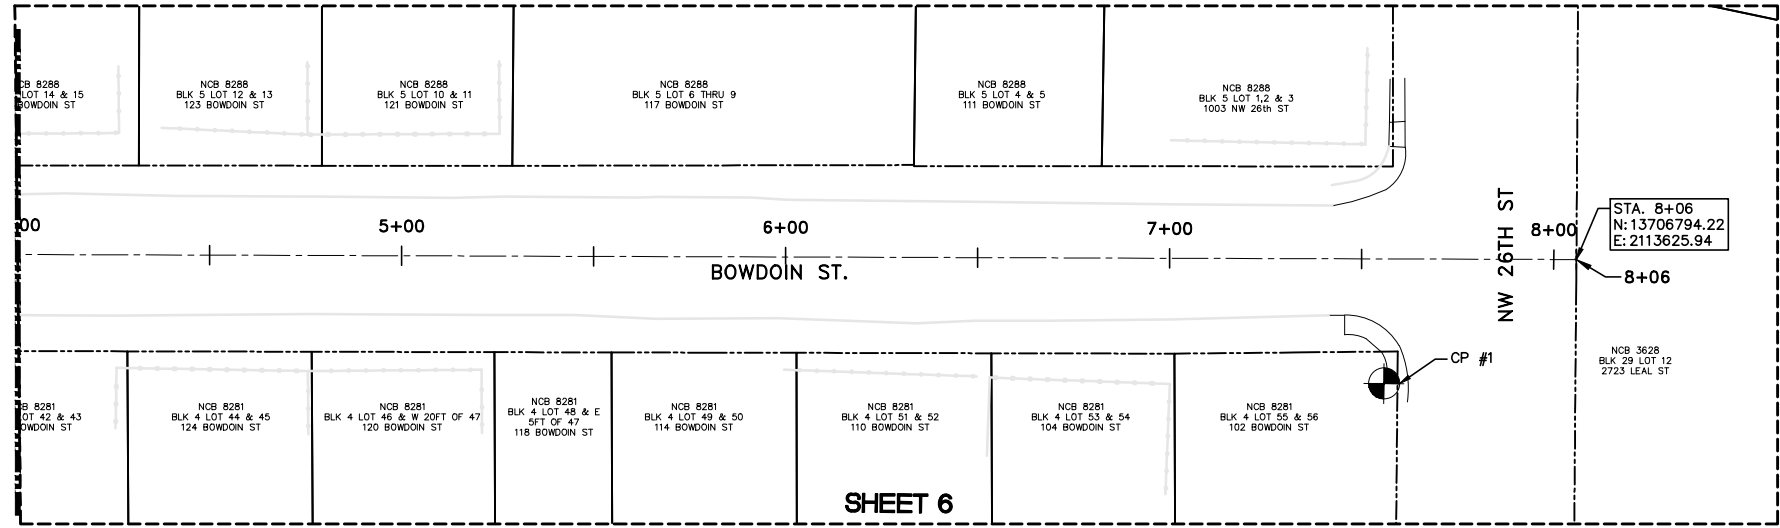 NCB 8288
LOT 14 & 15
BOWDOIN ST
NCB 8288
BLK 5 LOT 12 & 13
123 BOWDOIN ST
NCB 8288
BLK 5 LOT 10 & 11
121 BOWDOIN ST
NCB 8288
BLK 5 LOT 6 THRU 9
117 BOWDOIN ST
NCB 8288
BLK 5 LOT 4 & 5
111 BOWDOIN ST
NCB 8288
BLK 5 LOT 1,2 & 3
1003 NW 26th ST
00
5+00
6+00
7+00
8+00
BOWDOIN ST.
NW 26TH ST
STA. 8+06
N:13706794.22
E:2113625.94
8+06
CP #1
NCB 3628
BLK 29 LOT 12
2723 LEAL ST
8281
LOT 42 & 43
BOWDOIN ST
NCB 8281
BLK 4 LOT 44 & 45
124 BOWDOIN ST
NCB 8281
BLK 4 LOT 46 & W 20FT OF 47
120 BOWDOIN ST
NCB 8281
BLK 4 LOT 48 & E
5FT OF 47
118 BOWDOIN ST
NCB 8281
BLK 4 LOT 49 & 50
114 BOWDOIN ST
NCB 8281
BLK 4 LOT 51 & 52
110 BOWDOIN ST
NCB 8281
BLK 4 LOT 53 & 54
104 BOWDOIN ST
NCB 8281
BLK 4 LOT 55 & 56
102 BOWDOIN ST
SHEET 6